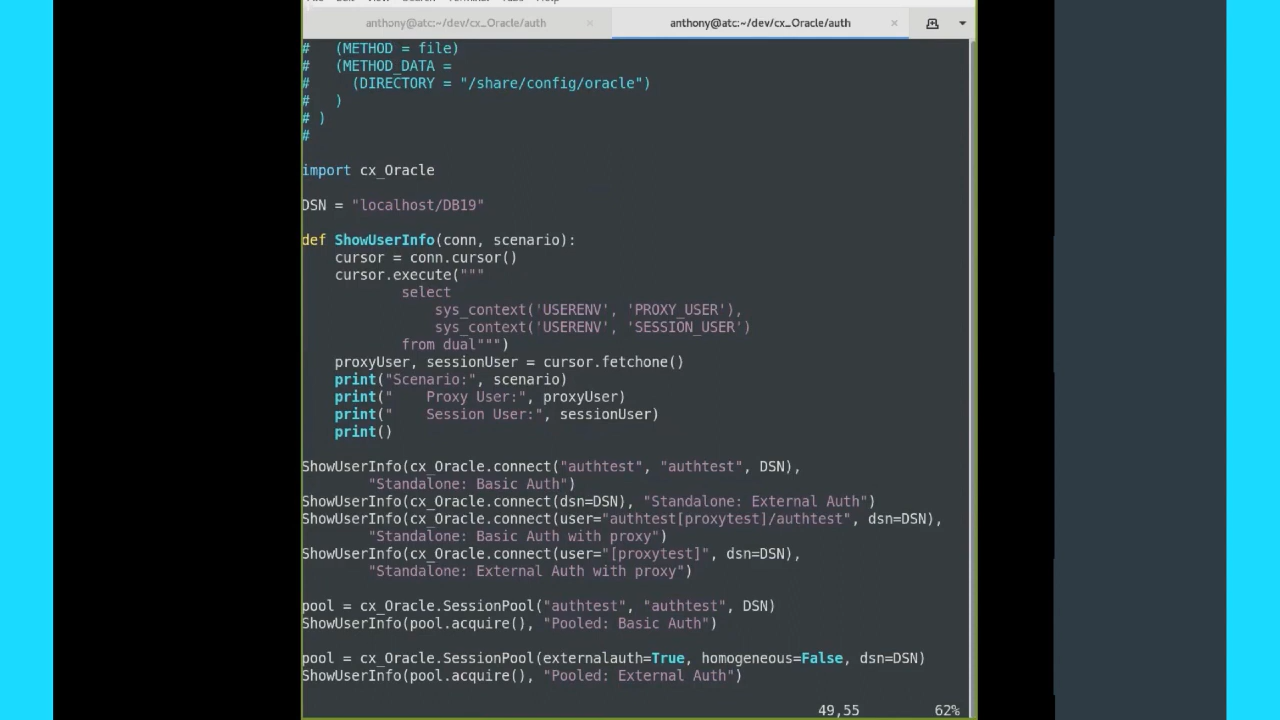 anthony@atc:~/dev/cx_Oracle/auth × anthony@atc:~/dev/cx_Oracle/auth ×
#   (METHOD = file)
#   (METHOD_DATA =
#     (DIRECTORY = "/share/config/oracle")
#   )
# )
#
import cx_Oracle
DSN = "localhost/DB19"
def ShowUserInfo(conn, scenario):
    cursor = conn.cursor()
    cursor.execute("""
            select
                sys_context('USERENV', 'PROXY_USER'),
                sys_context('USERENV', 'SESSION_USER')
            from dual""")
    proxyUser, sessionUser = cursor.fetchone()
    print("Scenario:", scenario)
    print("    Proxy User:", proxyUser)
    print("    Session User:", sessionUser)
    print()
ShowUserInfo(cx_Oracle.connect("authtest", "authtest", DSN),
        "Standalone: Basic Auth")
ShowUserInfo(cx_Oracle.connect(dsn=DSN), "Standalone: External Auth")
ShowUserInfo(cx_Oracle.connect(user="authtest[proxytest]/authtest", dsn=DSN),
        "Standalone: Basic Auth with proxy")
ShowUserInfo(cx_Oracle.connect(user="[proxytest]", dsn=DSN),
        "Standalone: External Auth with proxy")
pool = cx_Oracle.SessionPool("authtest", "authtest", DSN)
ShowUserInfo(pool.acquire(), "Pooled: Basic Auth")
pool = cx_Oracle.SessionPool(externalauth=True, homogeneous=False, dsn=DSN)
ShowUserInfo(pool.acquire(), "Pooled: External Auth")
49,55 62%